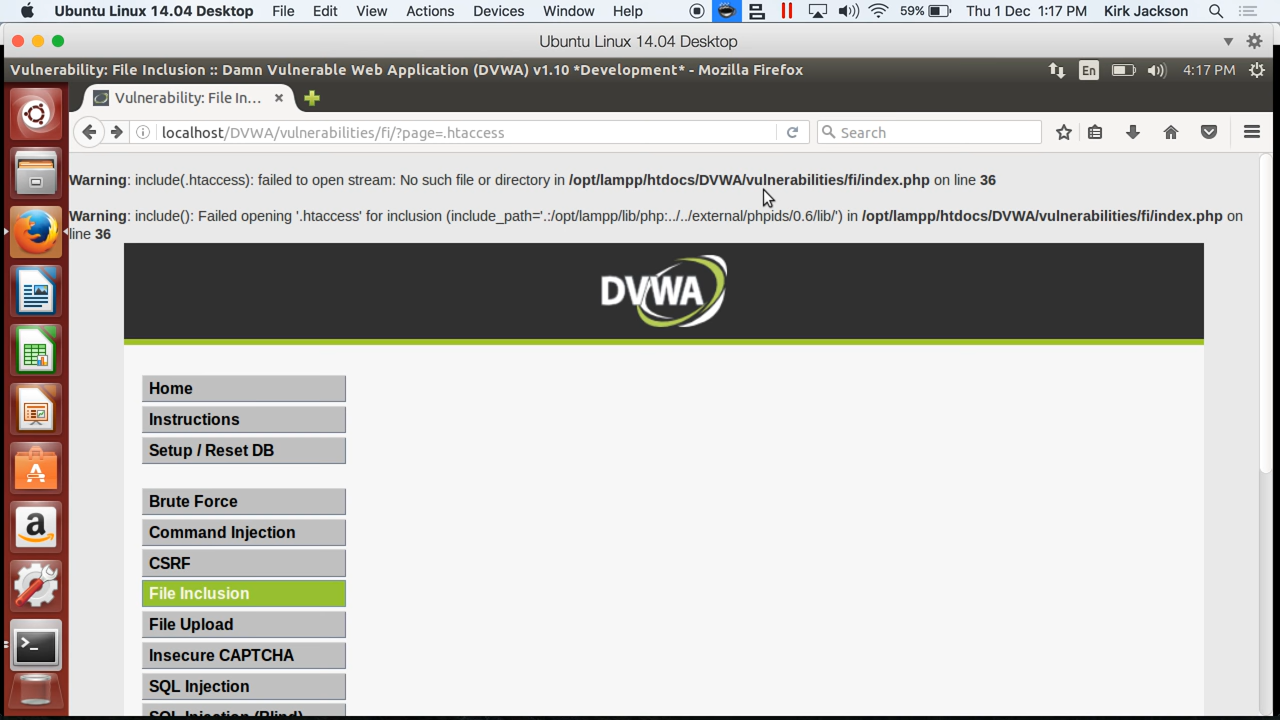 Ubuntu Linux 14.04 Desktop File Edit View Actions Devices Window Help 59% Thu 1 Dec 1:17 PM Kirk Jackson
Ubuntu Linux 14.04 Desktop
Vulnerability: File Inclusion :: Damn Vulnerable Web Application (DVWA) v1.10 *Development* - Mozilla Firefox En 4:17 PM
Vulnerability: File In...
localhost/DVWA/vulnerabilities/fi/?page=.htaccess Search
Warning: include(.htaccess): failed to open stream: No such file or directory in /opt/lampp/htdocs/DVWA/vulnerabilities/fi/index.php on line 36
Warning: include(): Failed opening '.htaccess' for inclusion (include_path='.:/opt/lampp/lib/php:../../external/phpids/0.6/lib/') in /opt/lampp/htdocs/DVWA/vulnerabilities/fi/index.php on
line 36
DVWA
Home
Instructions
Setup / Reset DB
Brute Force
Command Injection
CSRF
File Inclusion
File Upload
Insecure CAPTCHA
SQL Injection
SQL Injection (Blind)